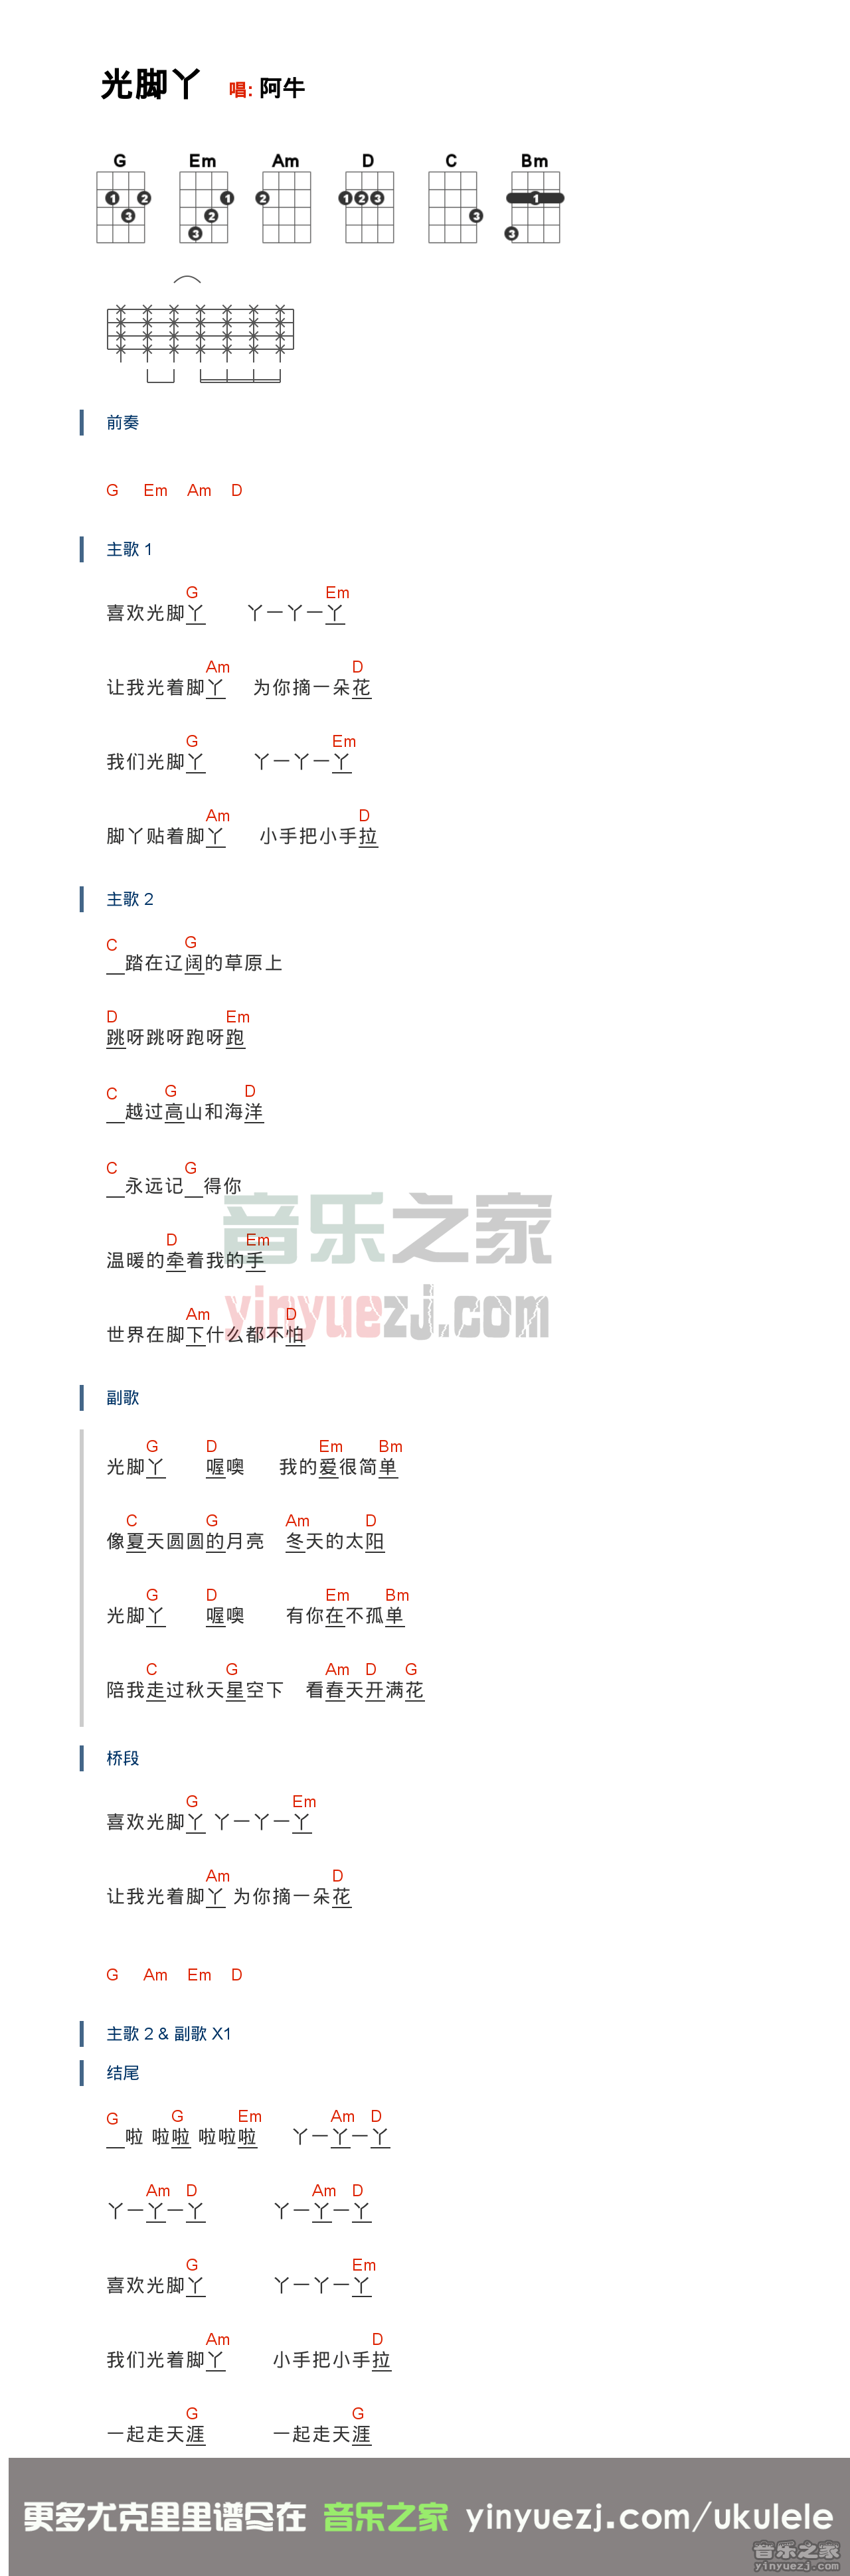 光脚丫 唱: 阿牛
G Em Am D C Bm
1 2 3 1 2 3 2 1 2 3 3 1 3
前奏
G Em Am D
主歌 1
G Em
喜欢光脚丫 丫一丫一丫
Am D
让我光着脚丫 为你摘一朵花
G Em
我们光脚丫 丫一丫一丫
Am D
脚丫贴着脚丫 小手把小手拉
主歌 2
C G
踏在辽阔的草原上
D Em
跳呀跳呀跑呀跑
C G D
越过高山和海洋
C G
永远记 得你
D Em
温暖的牵着我的手
Am D
世界在脚下什么都不怕
音乐之家
yinyuezj.com
副歌
G D Em Bm
光脚丫 喔噢 我的爱很简单
C G Am D
像夏天圆圆的月亮 冬天的太阳
G D Em Bm
光脚丫 喔噢 有你在不孤单
C G Am D G
陪我走过秋天星空下 看春天开满花
桥段
G Em
喜欢光脚丫 丫一丫一丫
Am D
让我光着脚丫 为你摘一朵花
G Am Em D
主歌 2 & 副歌 X1
结尾
G G Em Am D
啦 啦啦 啦啦啦 丫一丫一丫
Am D Am D
丫一丫一丫 丫一丫一丫
G Em
喜欢光脚丫 丫一丫一丫
Am D
我们光着脚丫 小手把小手拉
G G
一起走天涯 一起走天涯
更多尤克里里谱尽在 音乐之家 yinyuezj.com/ukulele
音乐之家
yinyuezj.com